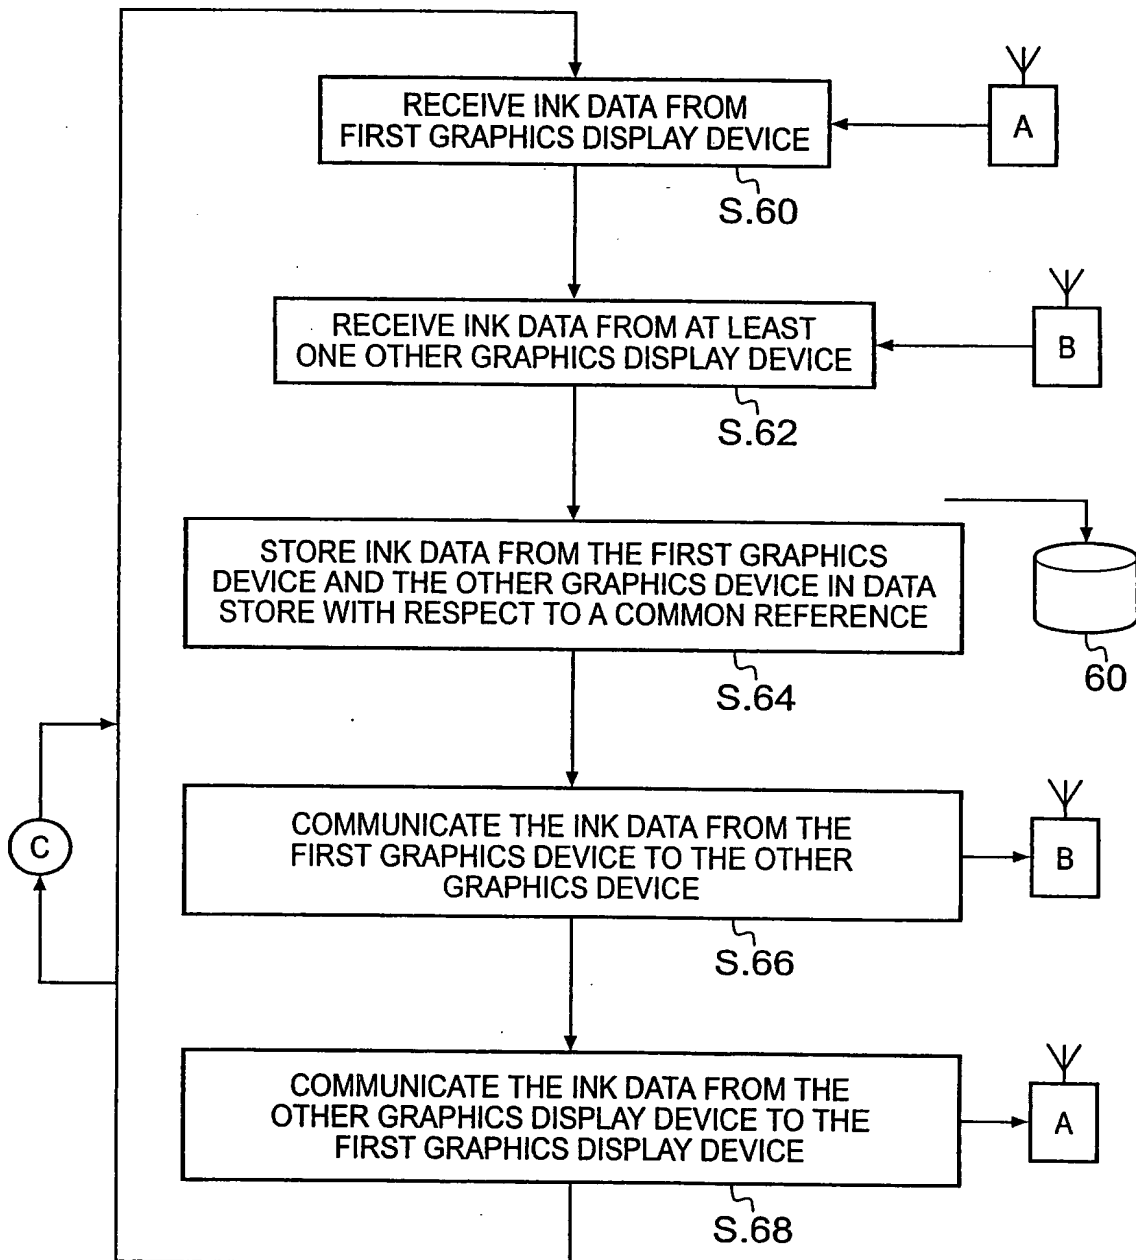 RECEIVE INK DATA FROM
FIRST GRAPHICS DISPLAY DEVICE
A
S.60
RECEIVE INK DATA FROM AT LEAST
ONE OTHER GRAPHICS DISPLAY DEVICE
B
S.62
STORE INK DATA FROM THE FIRST GRAPHICS
DEVICE AND THE OTHER GRAPHICS DEVICE IN DATA
STORE WITH RESPECT TO A COMMON REFERENCE
60
S.64
C
COMMUNICATE THE INK DATA FROM THE
FIRST GRAPHICS DEVICE TO THE OTHER
GRAPHICS DEVICE
B
S.66
COMMUNICATE THE INK DATA FROM THE
OTHER GRAPHICS DISPLAY DEVICE TO THE
FIRST GRAPHICS DISPLAY DEVICE
A
S.68